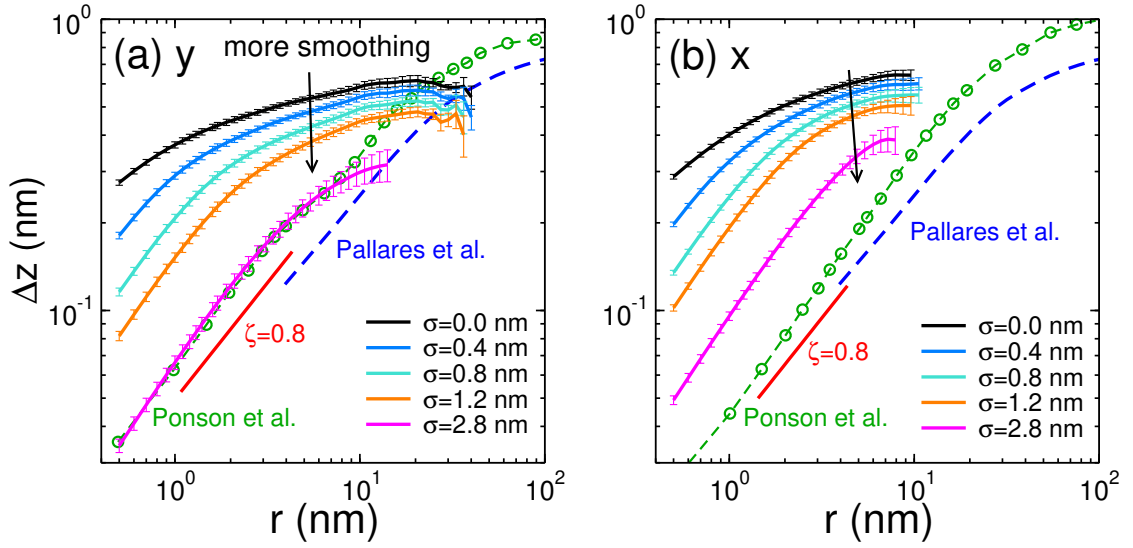 (a) y
more smoothing
Pallares et al.
ζ=0.8
Ponson et al.
σ=0.0 nm
σ=0.4 nm
σ=0.8 nm
σ=1.2 nm
σ=2.8 nm
10⁰
10⁻¹
Δz (nm)
10⁰
10¹
10²
r (nm)
(b) x
Pallares et al.
ζ=0.8
Ponson et al.
σ=0.0 nm
σ=0.4 nm
σ=0.8 nm
σ=1.2 nm
σ=2.8 nm
10⁰
10⁻¹
10⁰
10¹
10²
r (nm)